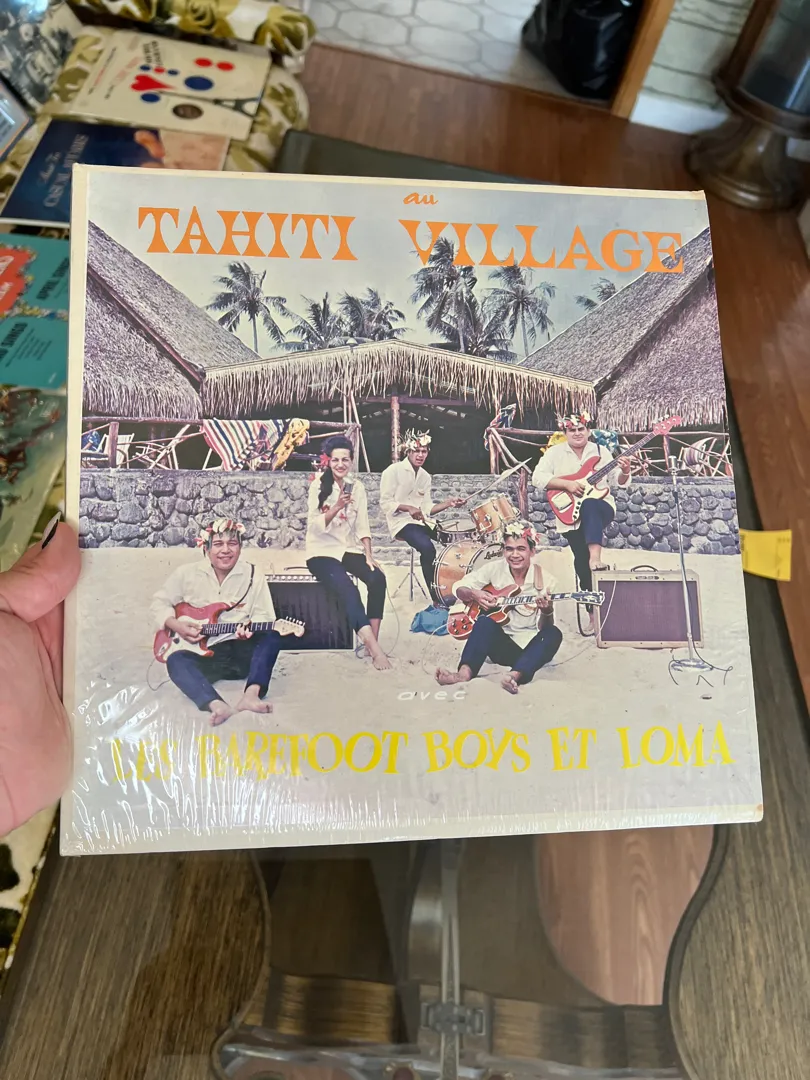 au
TAHITI VILLAGE
avec
LES BAREFOOT BOYS ET LOMA